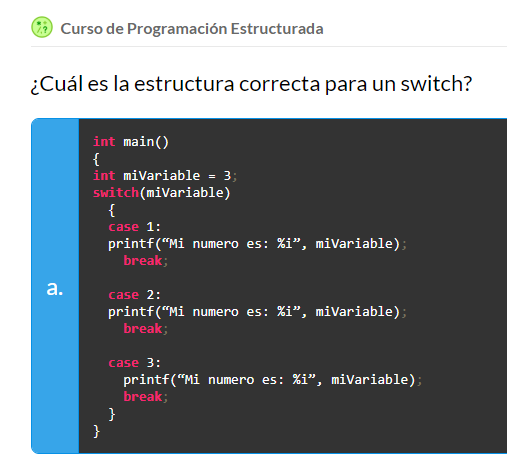 Curso de Programación Estructurada
¿Cuál es la estructura correcta para un switch?
a.
int main()
{
int miVariable = 3;
switch(miVariable)
{
case 1:
printf(“Mi numero es: %i”, miVariable);
break;
case 2:
printf(“Mi numero es: %i”, miVariable);
break;
case 3:
printf(“Mi numero es: %i”, miVariable);
break;
}
}